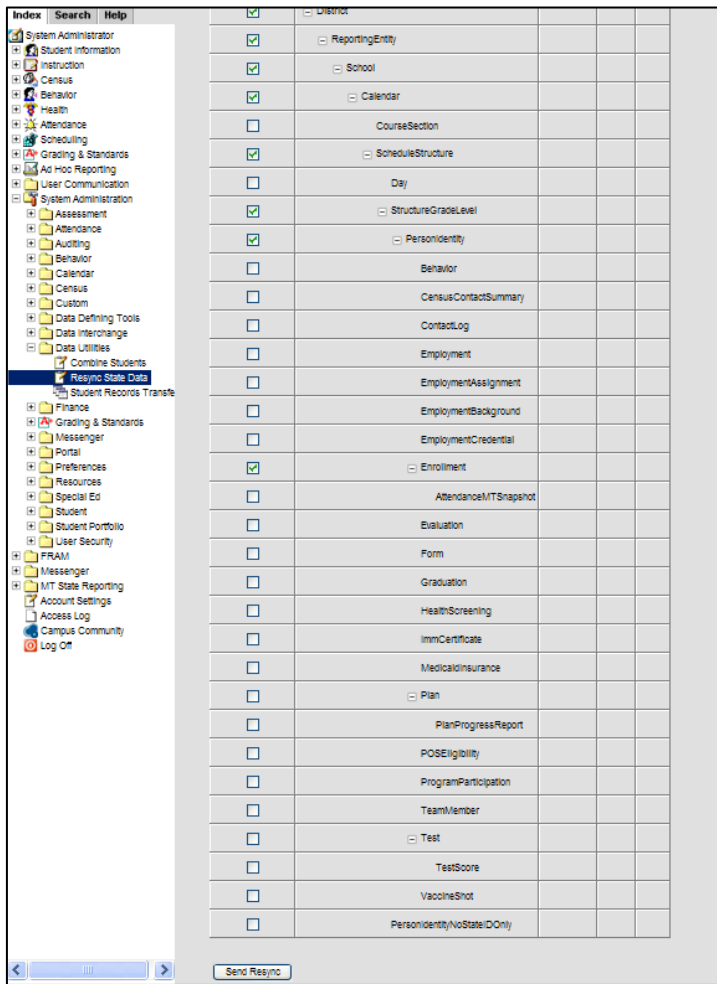 Index Search Help
System Administrator
Student Information
Instruction
Census
Behavior
Health
Attendance
Scheduling
Grading & Standards
Ad Hoc Reporting
User Communication
System Administration
Assessment
Attendance
Auditing
Behavior
Calendar
Census
Custom
Data Defining Tools
Data Interchange
Data Utilities
Combine Students
Resync State Data
Student Records Transfe
Finance
Grading & Standards
Messenger
Portal
Preferences
Resources
Special Ed
Student
Student Portfolio
User Security
FRAM
Messenger
MT State Reporting
Account Settings
Access Log
Campus Community
Log Off
District
ReportingEntity
School
Calendar
CourseSection
ScheduleStructure
Day
StructureGradeLevel
PersonIdentity
Behavior
CensusContactSummary
ContactLog
Employment
EmploymentAssignment
EmploymentBackground
EmploymentCredential
Enrollment
AttendanceMTSnapshot
Evaluation
Form
Graduation
HealthScreening
ImmCertificate
MedicaidInsurance
Plan
PlanProgressReport
POSEligibility
ProgramParticipation
TeamMember
Test
TestScore
VaccineShot
PersonIdentityNoStateIDOnly
Send Resync